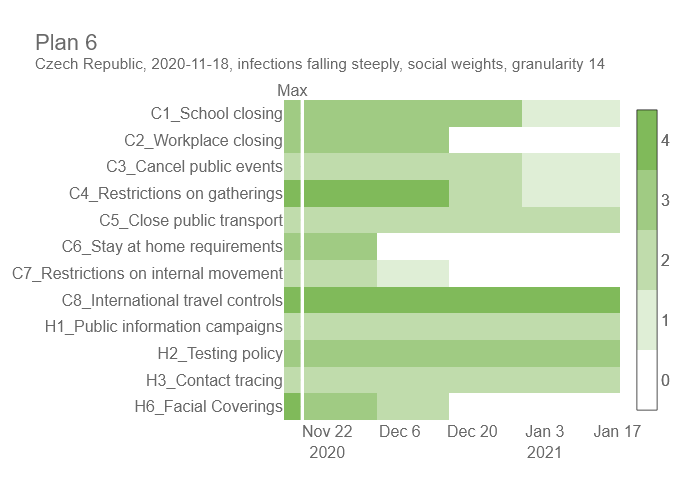 Plan 6
Czech Republic, 2020-11-18, infections falling steeply, social weights, granularity 14
Max
C1_School closing
C2_Workplace closing
C3_Cancel public events
C4_Restrictions on gatherings
C5_Close public transport
C6_Stay at home requirements
C7_Restrictions on internal movement
C8_International travel controls
H1_Public information campaigns
H2_Testing policy
H3_Contact tracing
H6_Facial Coverings
4
3
2
1
0
Nov 22 Dec 6 Dec 20 Jan 3 Jan 17
2020 2021